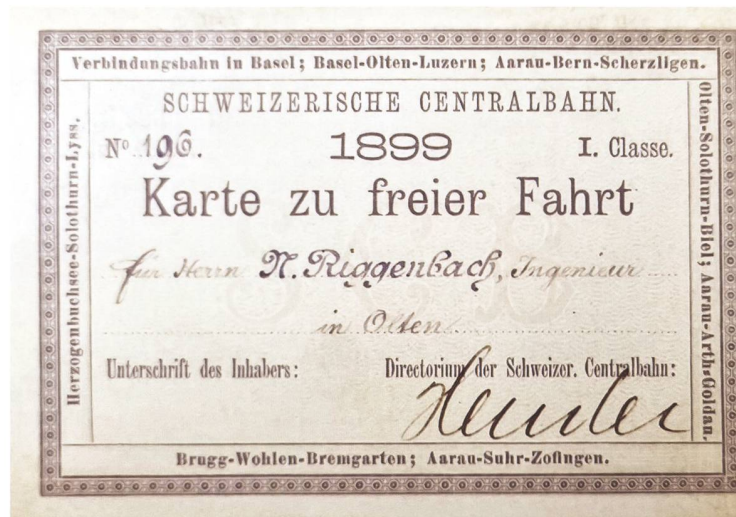 Verbindungsbahn in Basel; Basel-Olten-Luzern; Aarau-Bern-Scherzligen.
SCHWEIZERISCHE CENTRALBAHN.
Nº 196. 1899 I. Classe.
Karte zu freier Fahrt
für Herrn N. Riggenbach, Ingenieur
in Olten
Unterschrift des Inhabers: Directorium der Schweizer. Centralbahn:
Brugg-Wohlen-Bremgarten; Aarau-Suhr-Zofingen.
Herzogenbuchsee-Solothurn-Lyss.
Olten-Solothurn-Biel; Aarau-Arth-Goldau.